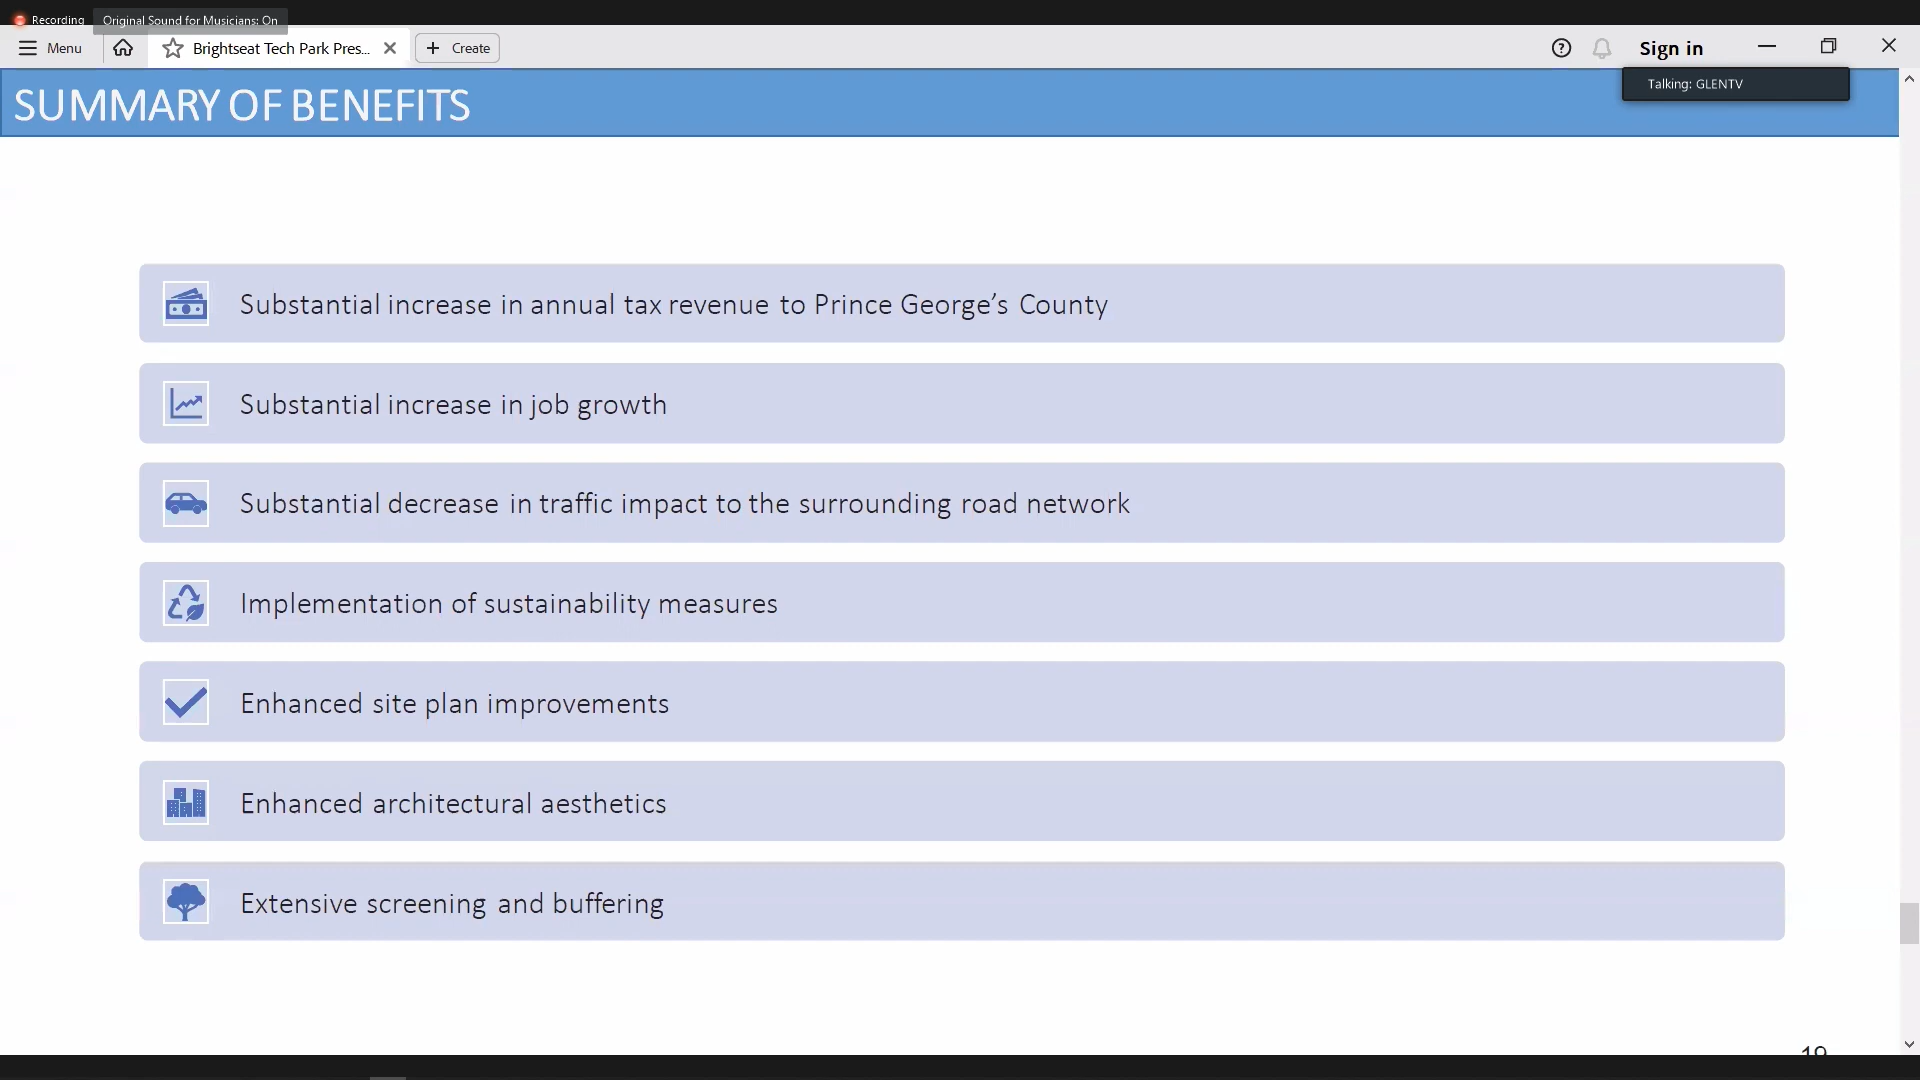 Recording
Original Sound for Musicians: On
Menu
Brightseat Tech Park Pres...
Create
Sign in
Talking: GLENTV
SUMMARY OF BENEFITS
Substantial increase in annual tax revenue to Prince George’s County
Substantial increase in job growth
Substantial decrease in traffic impact to the surrounding road network
Implementation of sustainability measures
Enhanced site plan improvements
Enhanced architectural aesthetics
Extensive screening and buffering
19